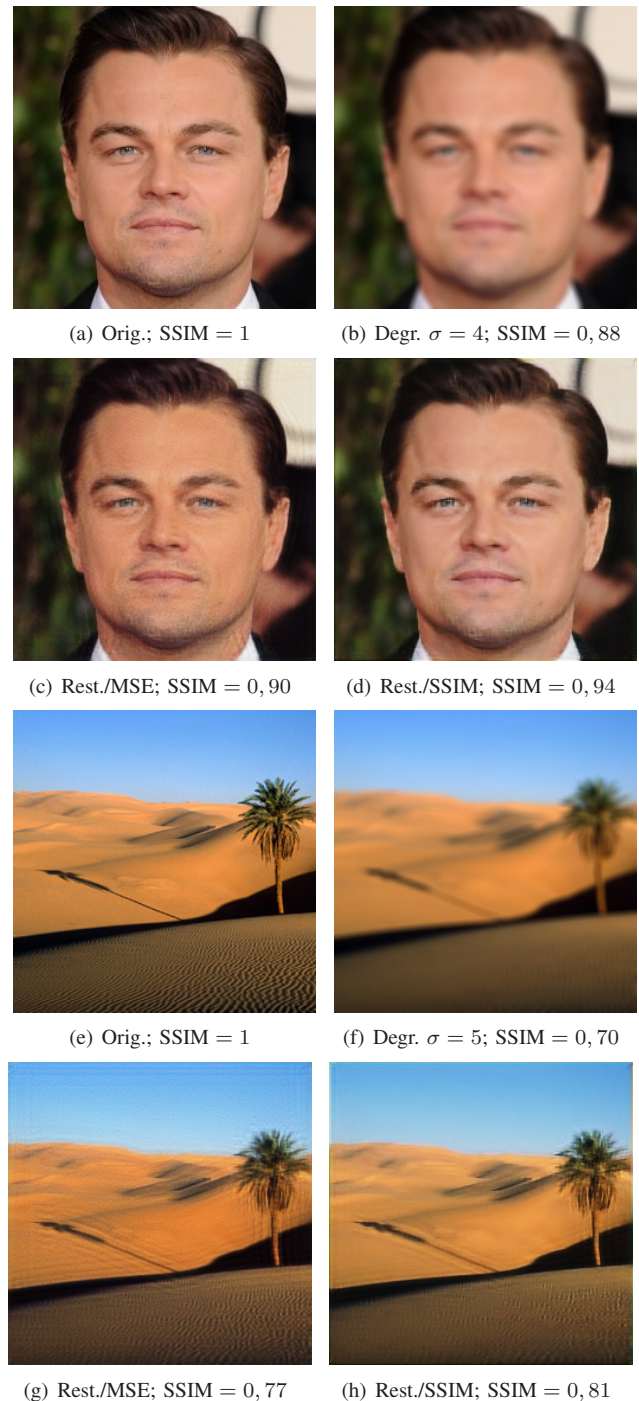 (a) Orig.; SSIM = 1
(b) Degr. σ = 4; SSIM = 0, 88
(c) Rest./MSE; SSIM = 0, 90
(d) Rest./SSIM; SSIM = 0, 94
(e) Orig.; SSIM = 1
(f) Degr. σ = 5; SSIM = 0, 70
(g) Rest./MSE; SSIM = 0, 77
(h) Rest./SSIM; SSIM = 0, 81